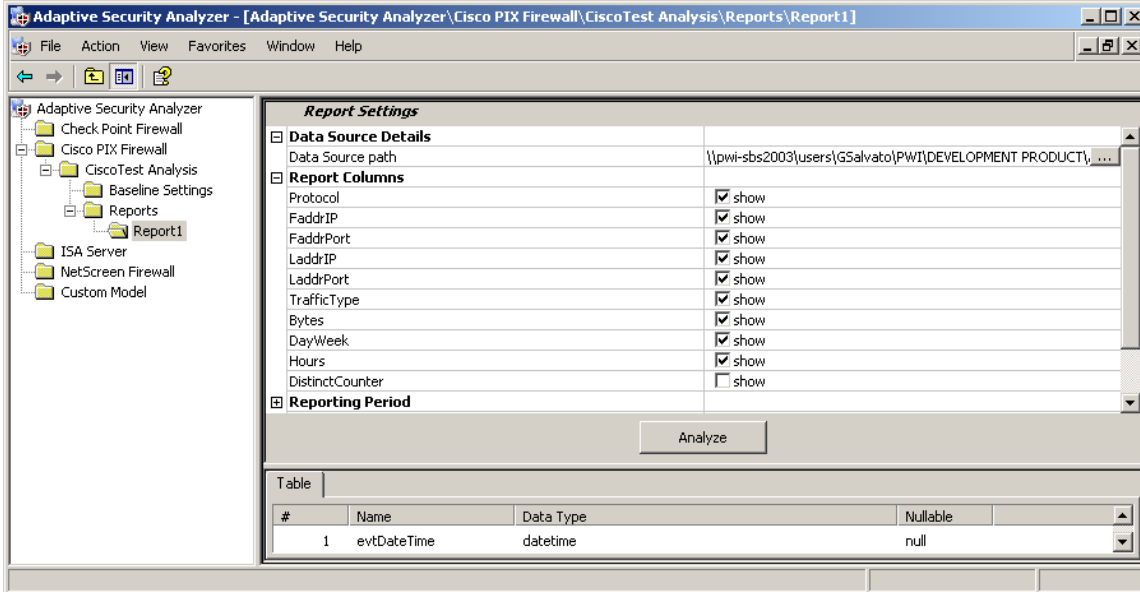 Adaptive Security Analyzer - [Adaptive Security Analyzer\Cisco PIX Firewall\CiscoTest Analysis\Reports\Report1]
File Action View Favorites Window Help
Adaptive Security Analyzer
Check Point Firewall
Cisco PIX Firewall
CiscoTest Analysis
Baseline Settings
Reports
Report1
ISA Server
NetScreen Firewall
Custom Model
Report Settings
Data Source Details
Data Source path \\pwi-sbs2003\users\GSalvato\PWI\DEVELOPMENT PRODUCT\ ...
Report Columns
Protocol show
FaddrIP show
FaddrPort show
LaddrIP show
LaddrPort show
TrafficType show
Bytes show
DayWeek show
Hours show
DistinctCounter show
Reporting Period
Analyze
Table
# Name Data Type Nullable
1 evtDateTime datetime null